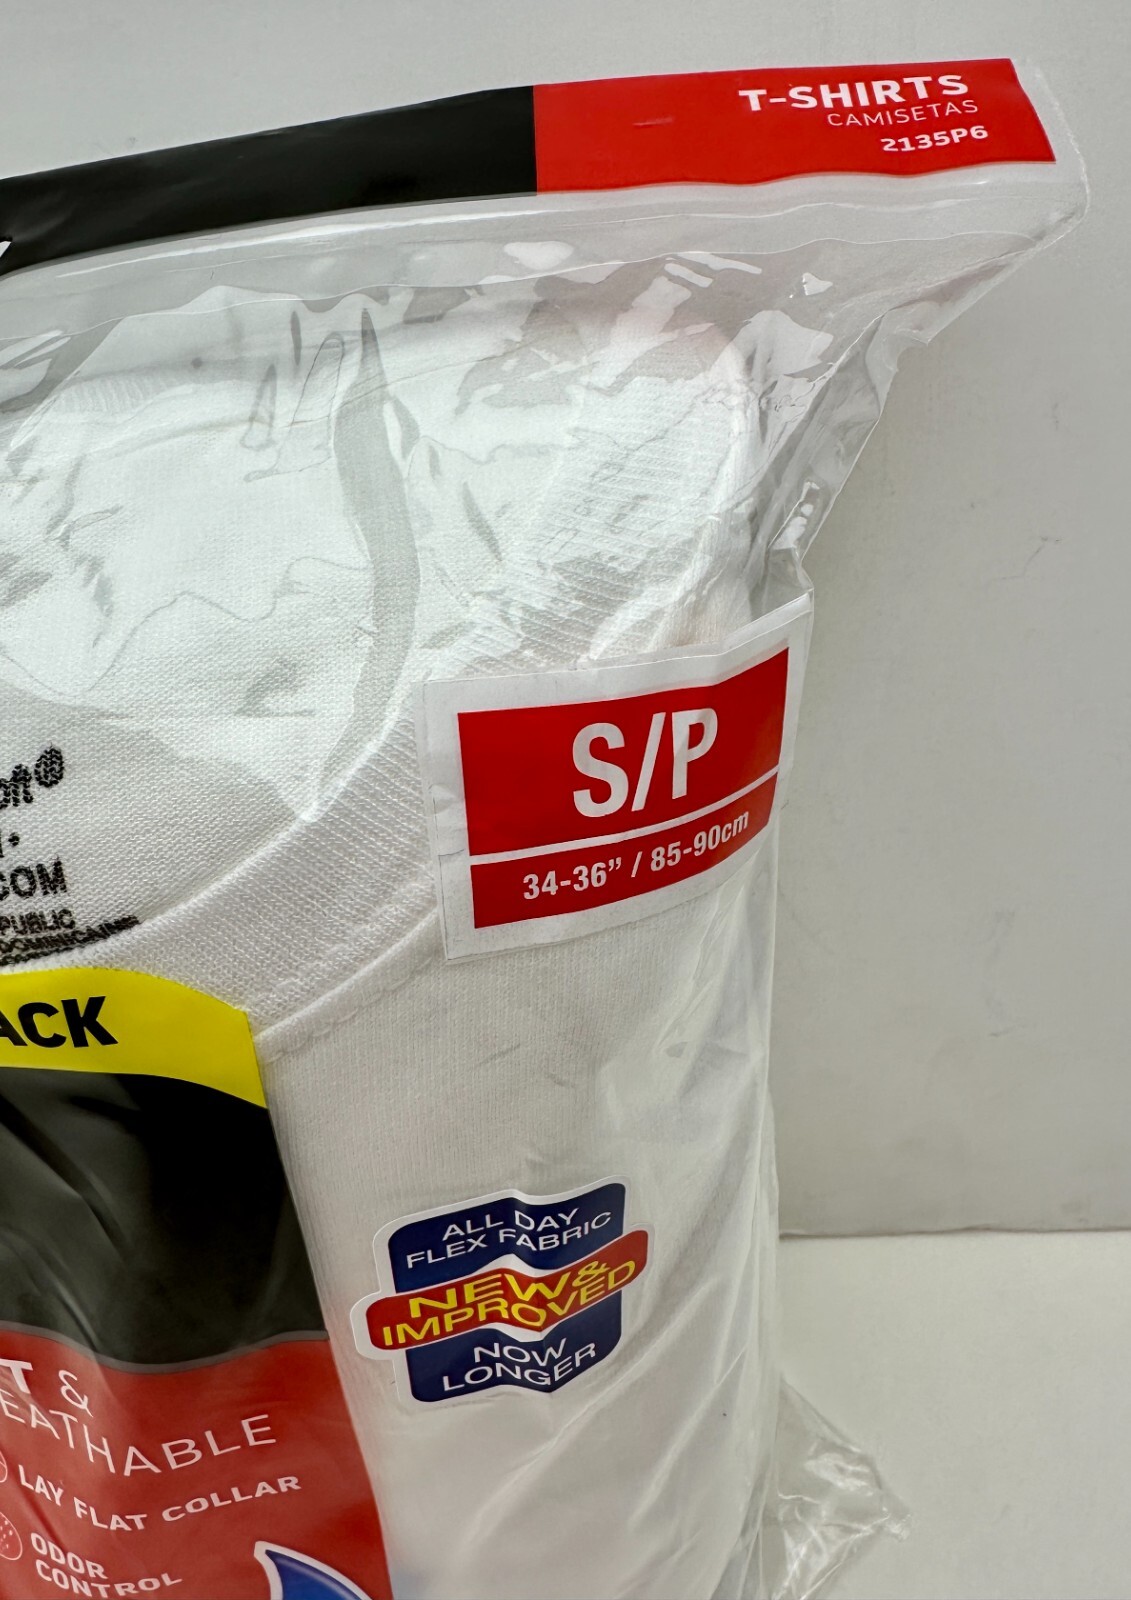 T-SHIRTS
CAMISETAS
2135P6
S/P
34-36” / 85-90cm
®
COM
PUBLIC
ACK
ALL DAY
FLEX FABRIC
NEW &
IMPROVED
NOW
LONGER
T &
EATHABLE
LAY FLAT COLLAR
ODOR
CONTROL